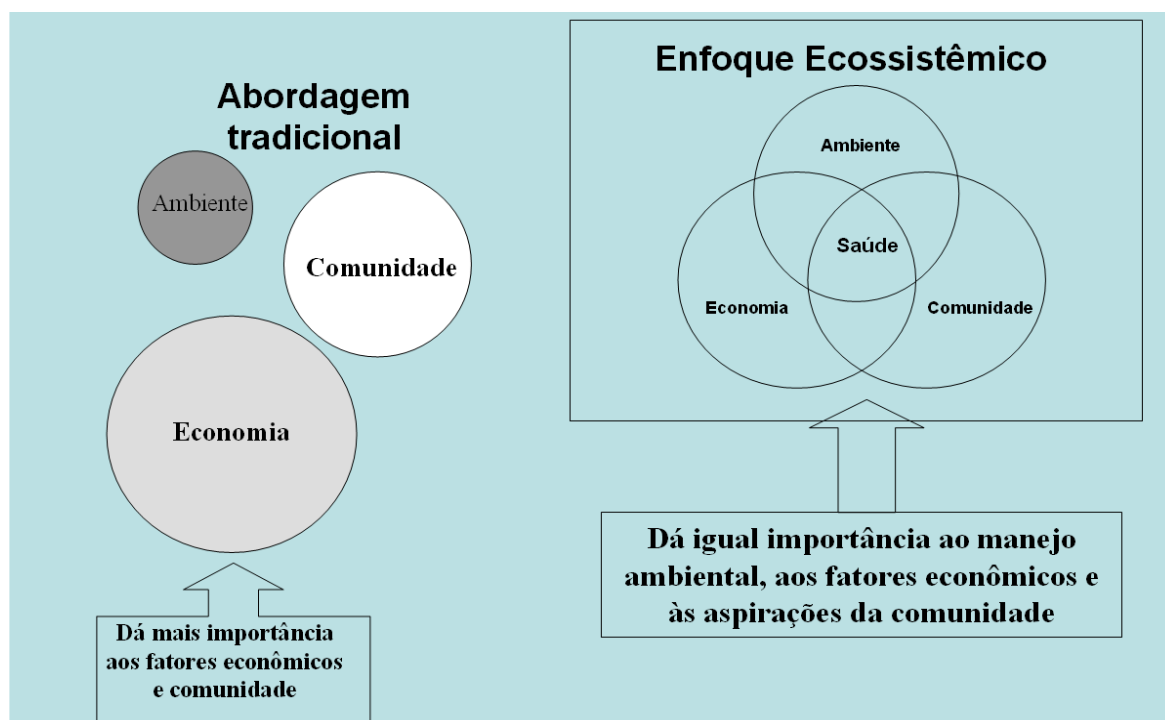 Abordagem
tradicional
Ambiente
Comunidade
Economia
Dá mais importância
aos fatores econômicos
e comunidade
Enfoque Ecossistêmico
Ambiente
Saúde
Economia
Comunidade
Dá igual importância ao manejo
ambiental, aos fatores econômicos e
às aspirações da comunidade